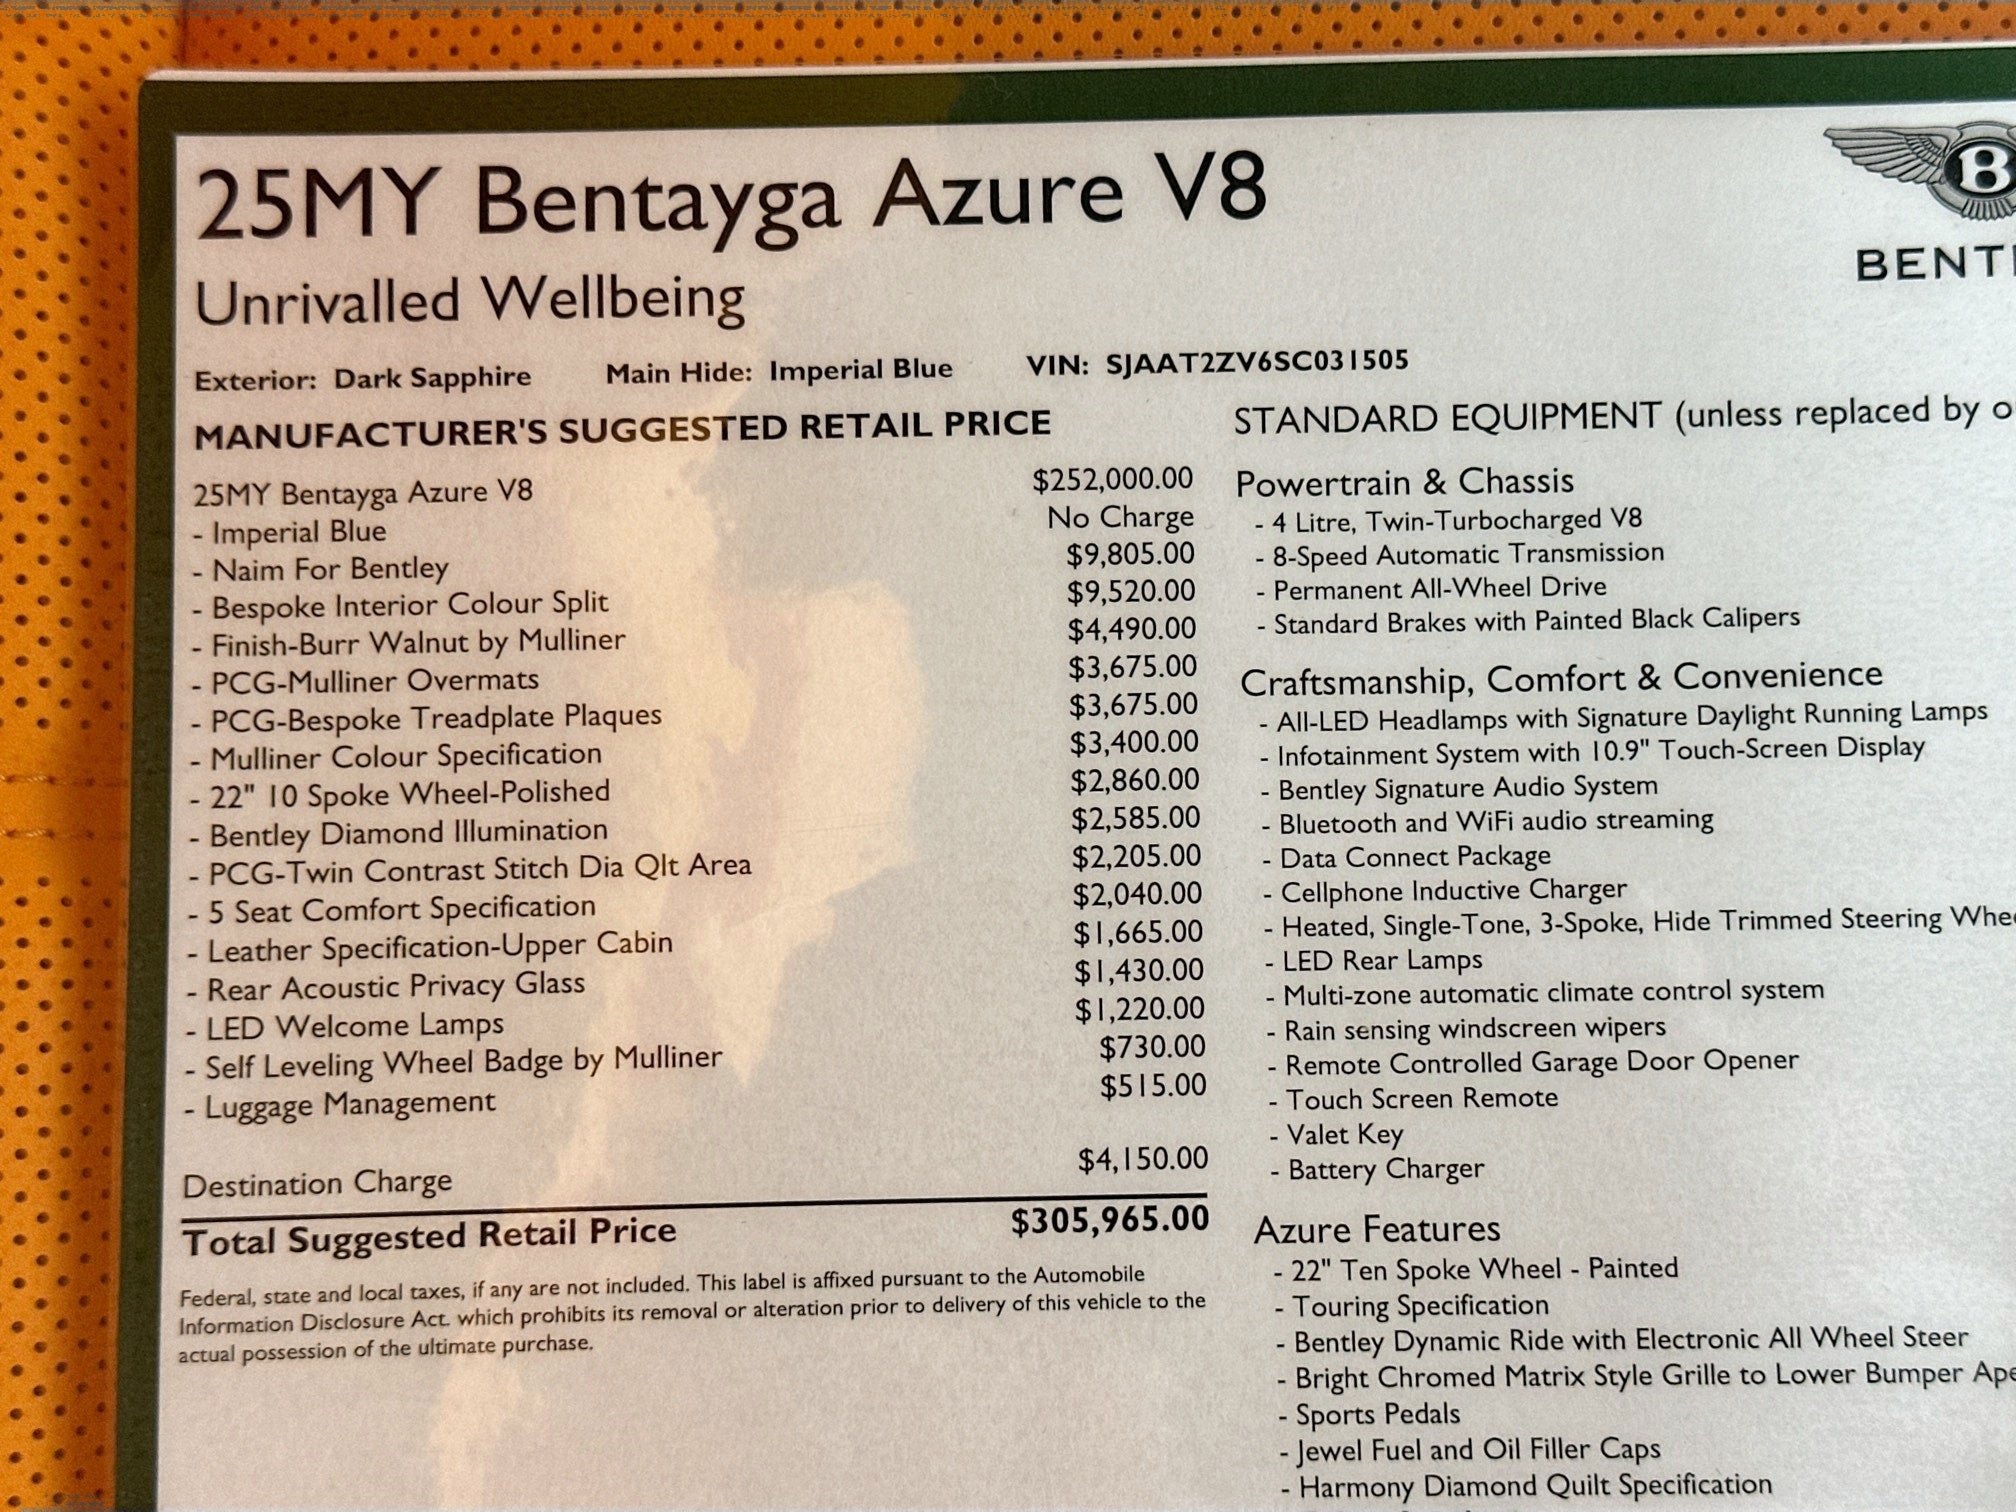 25MY Bentayga Azure V8
Unrivalled Wellbeing
B
Exterior: Dark Sapphire Main Hide: Imperial Blue VIN: SJAAT2ZV6SC031505
MANUFACTURER'S SUGGESTED RETAIL PRICE
25MY Bentayga Azure V8 $252,000.00
- Imperial Blue No Charge
- Naim For Bentley $9,805.00
- Bespoke Interior Colour Split $9,520.00
- Finish-Burr Walnut by Mulliner $4,490.00
- PCG-Mulliner Overmats $3,675.00
- PCG-Bespoke Treadplate Plaques $3,675.00
- Mulliner Colour Specification $3,400.00
- 22" 10 Spoke Wheel-Polished $2,860.00
- Bentley Diamond Illumination $2,585.00
- PCG-Twin Contrast Stitch Dia Qlt Area $2,205.00
- 5 Seat Comfort Specification $2,040.00
- Leather Specification-Upper Cabin $1,665.00
- Rear Acoustic Privacy Glass $1,430.00
- LED Welcome Lamps $1,220.00
- Self Leveling Wheel Badge by Mulliner $730.00
- Luggage Management $515.00
Destination Charge $4,150.00
Total Suggested Retail Price $305,965.00
Federal, state and local taxes, if any are not included. This label is affixed pursuant to the Automobile
Information Disclosure Act. which prohibits its removal or alteration prior to delivery of this vehicle to the
actual possession of the ultimate purchase.
STANDARD EQUIPMENT (unless replaced by
Powertrain & Chassis
- 4 Litre, Twin-Turbocharged V8
- 8-Speed Automatic Transmission
- Permanent All-Wheel Drive
- Standard Brakes with Painted Black Calipers
Craftsmanship, Comfort & Convenience
- All-LED Headlamps with Signature Daylight Running Lamps
- Infotainment System with 10.9" Touch-Screen Display
- Bentley Signature Audio System
- Bluetooth and WiFi audio streaming
- Data Connect Package
- Cellphone Inductive Charger
- Heated, Single-Tone, 3-Spoke, Hide Trimmed Steering
- LED Rear Lamps
- Multi-zone automatic climate control system
- Rain sensing windscreen wipers
- Remote Controlled Garage Door Opener
- Touch Screen Remote
- Valet Key
- Battery Charger
Azure Features
- 22" Ten Spoke Wheel - Painted
- Touring Specification
- Bentley Dynamic Ride with Electronic All Wheel Steer
- Bright Chromed Matrix Style Grille to Lower Bumper
- Sports Pedals
- Jewel Fuel and Oil Filler Caps
- Harmony Diamond Quilt Specification